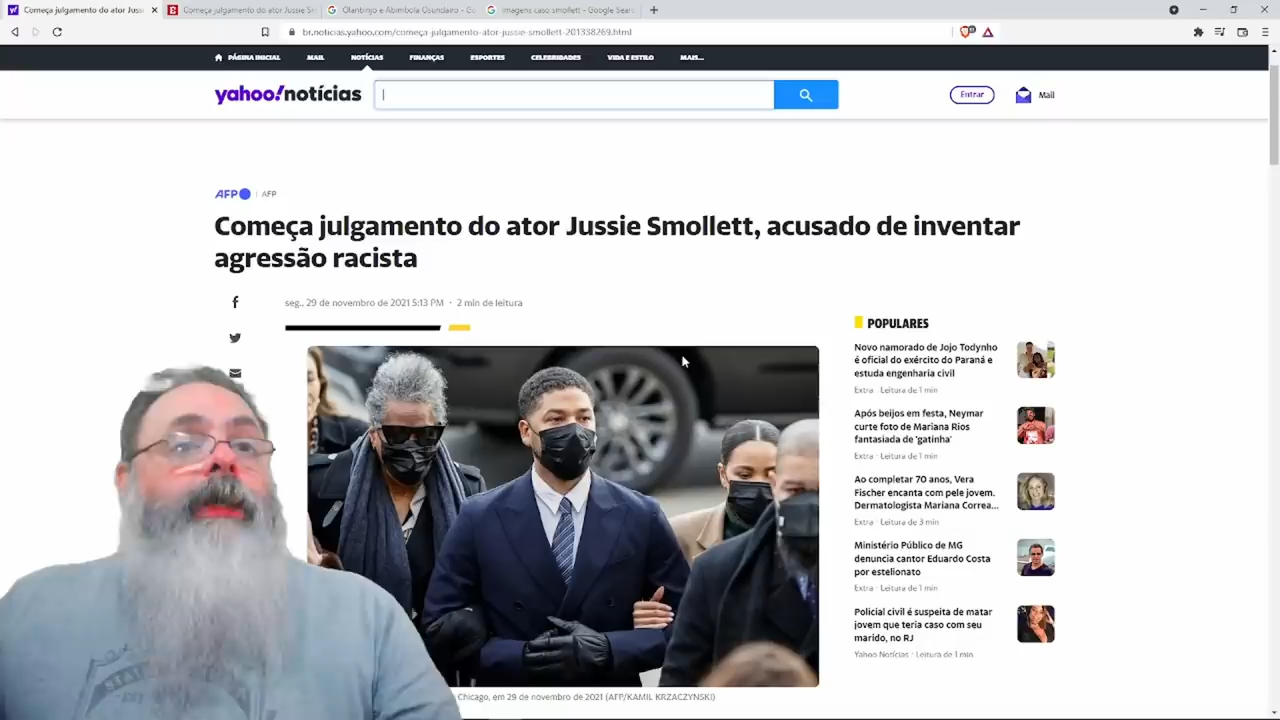 Começa julgamento do ator Jussi
Começa julgamento do ator Jussie Sm
Olanbinjo e Abimbola Osundairo - Go
imagens caso smollett - Google Sear
br.noticias.yahoo.com/começa-julgamento-ator-jussie-smollett-201338269.html
PÁGINA INICIAL MAIL NOTÍCIAS FINANÇAS ESPORTES CELEBRIDADES VIDA E ESTILO MAIS...
yahoo!notícias
Entrar
Mail
AFP AFP
Começa julgamento do ator Jussie Smollett, acusado de inventar
agressão racista
seg., 29 de novembro de 2021 5:13 PM · 2 min de leitura
POPULARES
Novo namorado de Jojo Todynho
é oficial do exército do Paraná e
estuda engenharia civil
Extra · Leitura de 1 min
Após beijos em festa, Neymar
curte foto de Mariana Rios
fantasiada de 'gatinha'
Extra · Leitura de 1 min
Ao completar 70 anos, Vera
Fischer encanta com pele jovem.
Dermatologista Mariana Correa...
Extra · Leitura de 3 min
Ministério Público de MG
denuncia cantor Eduardo Costa
por estelionato
Extra · Leitura de 1 min
Policial civil é suspeita de matar
jovem que teria caso com seu
marido, no RJ
Yahoo Notícias · Leitura de 1 min
Chicago, em 29 de novembro de 2021 (AFP/KAMIL KRZACZYNSKI)